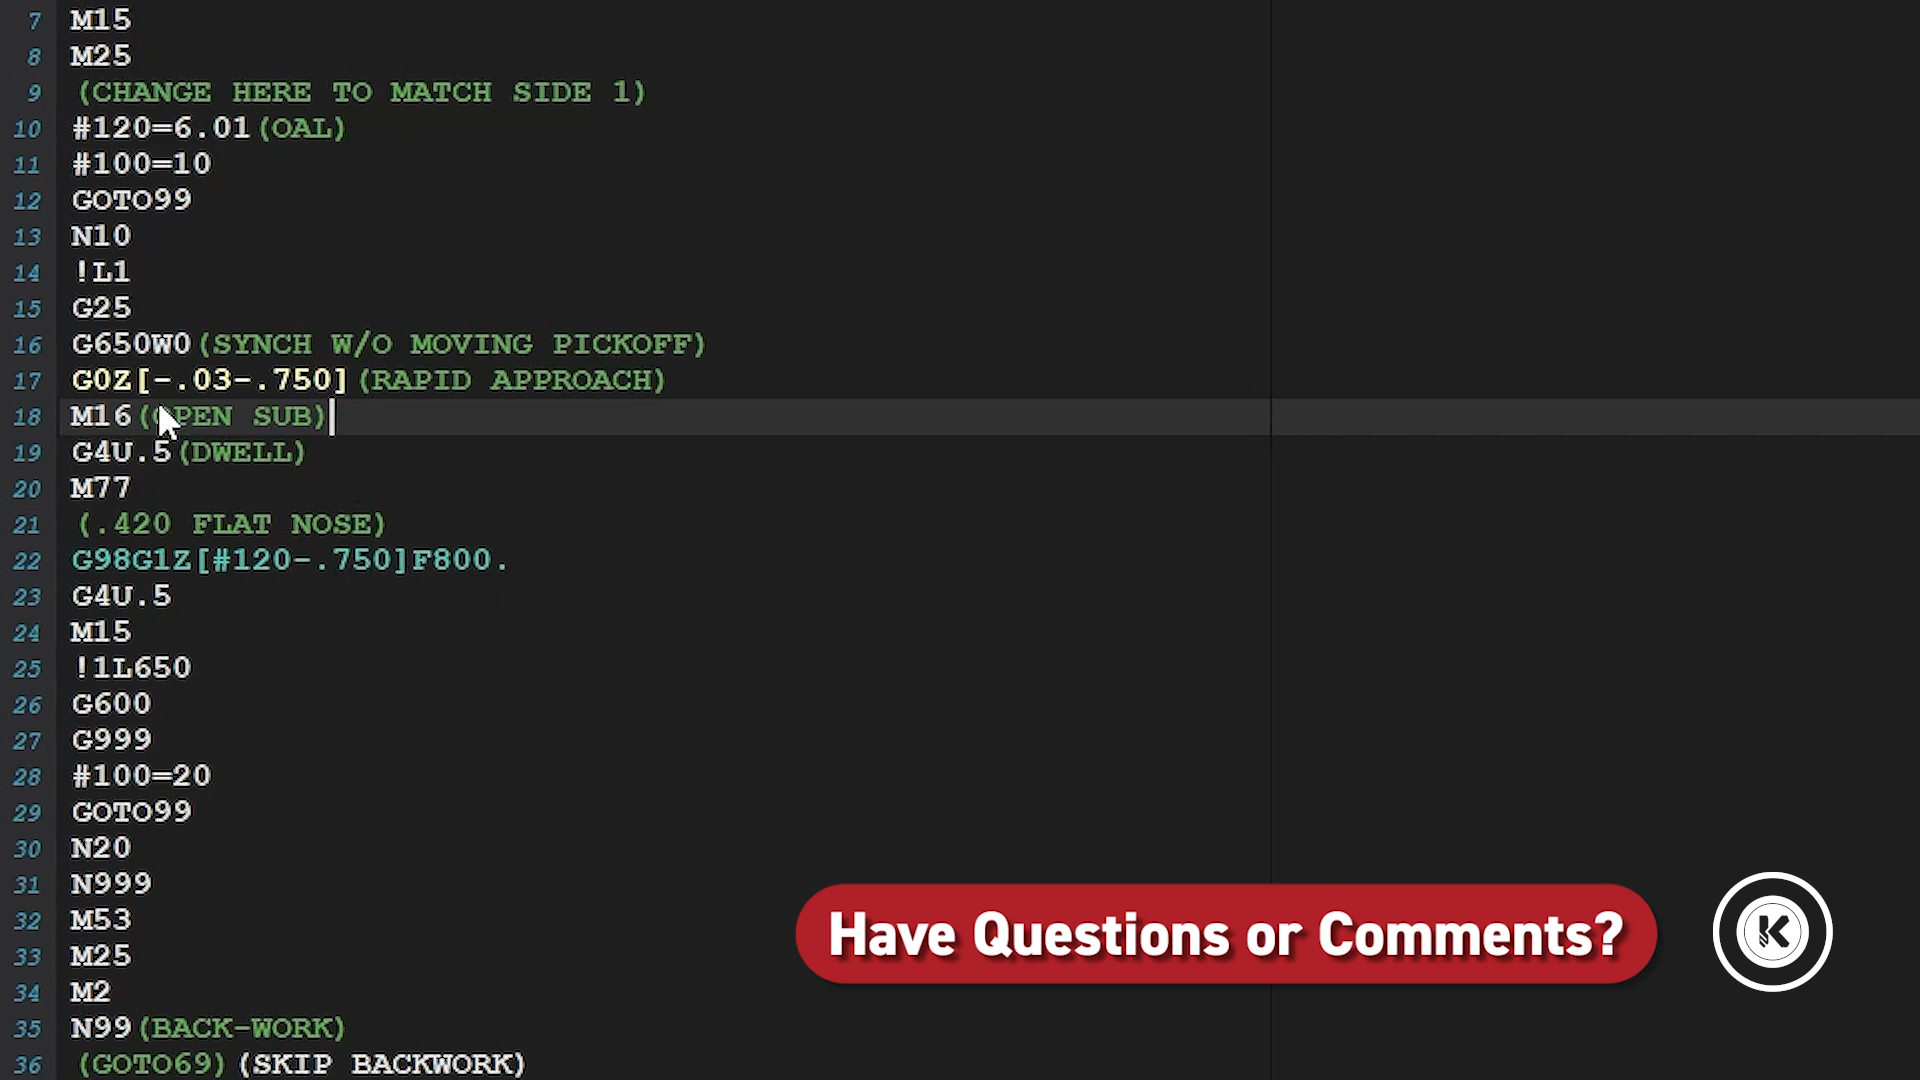 7 M15
8 M25
9 (CHANGE HERE TO MATCH SIDE 1)
10 #120=6.01(OAL)
11 #100=10
12 GOTO99
13 N10
14 !L1
15 G25
16 G650W0(SYNCH W/O MOVING PICKOFF)
17 G0Z[-.03-.750](RAPID APPROACH)
18 M16(OPEN SUB)
19 G4U.5(DWELL)
20 M77
21 (.420 FLAT NOSE)
22 G98G1Z[#120-.750]F800.
23 G4U.5
24 M15
25 !1L650
26 G600
27 G999
28 #100=20
29 GOTO99
30 N20
31 N999
32 M53
33 M25
34 M2
35 N99(BACK-WORK)
36 (GOTO69)(SKIP BACKWORK)
Have Questions or Comments?
K